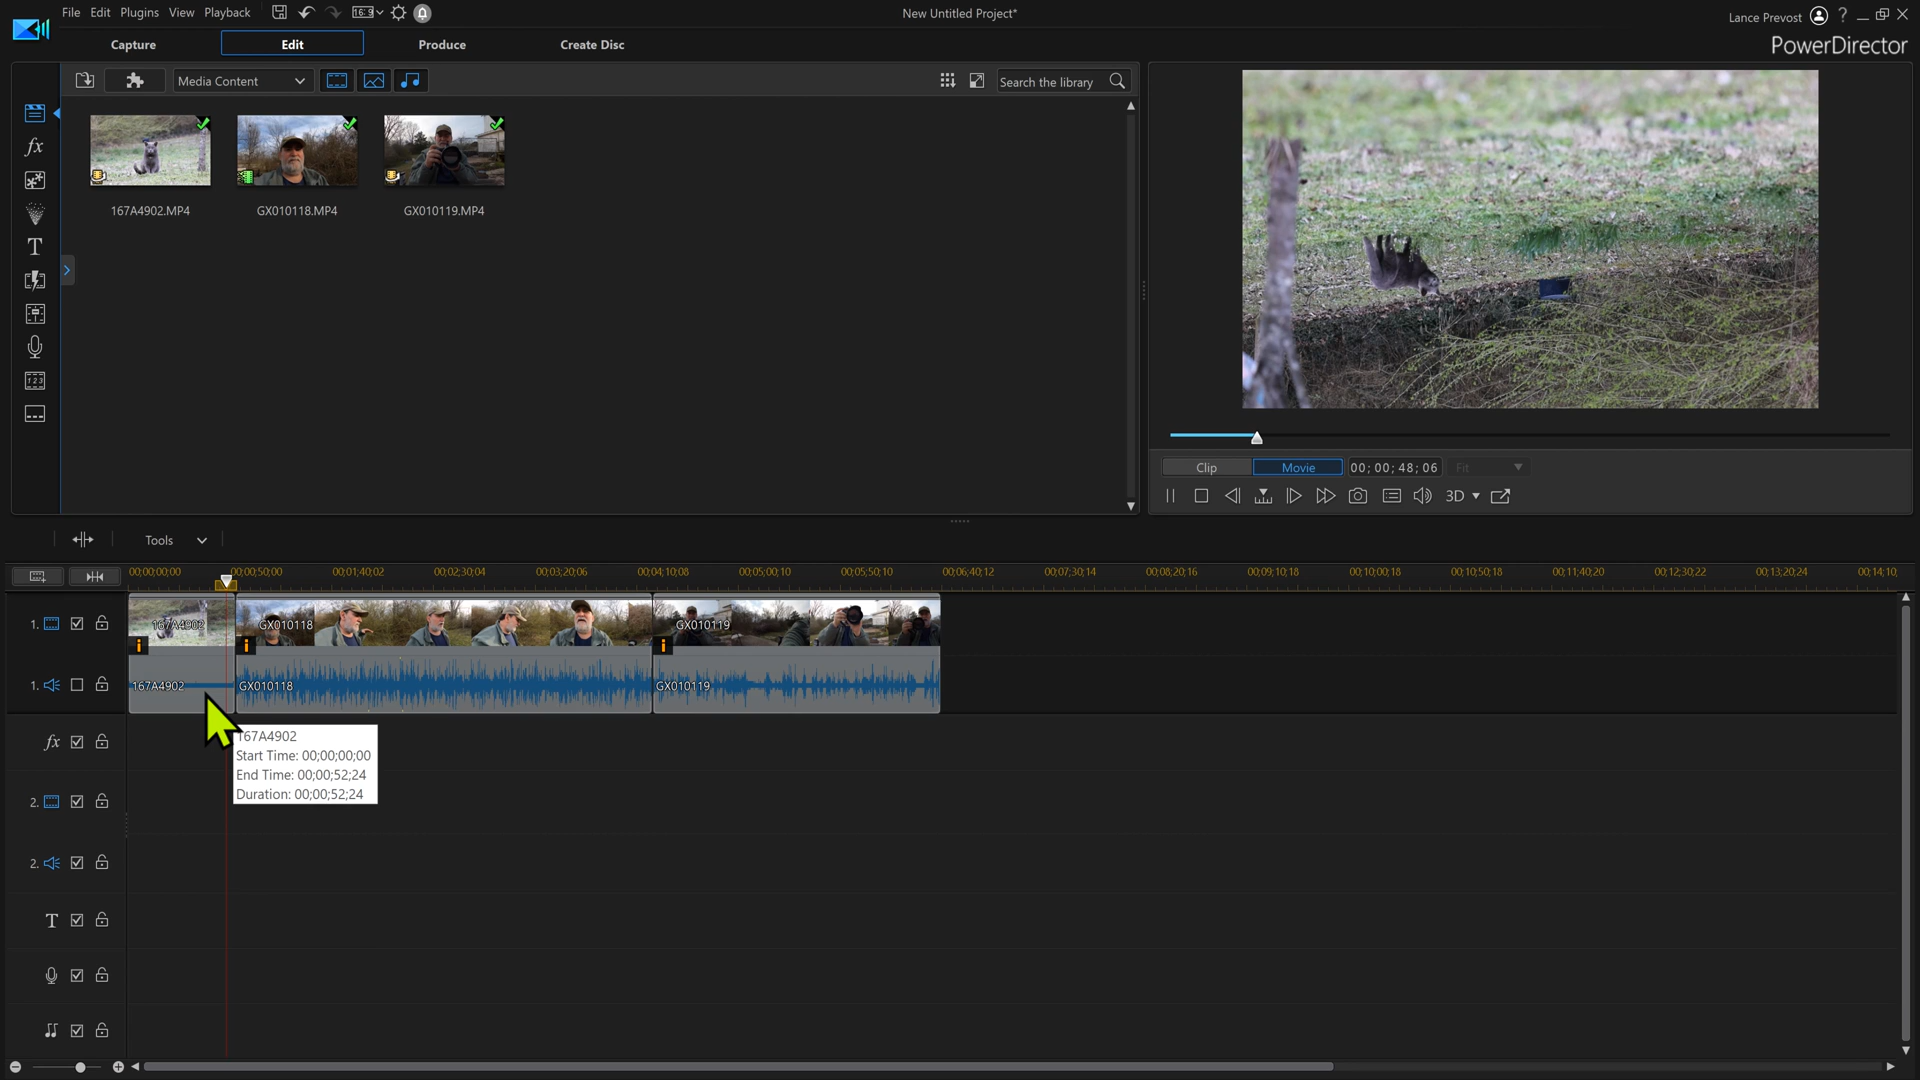 File Edit Plugins View Playback 16:9 New Untitled Project* Lance Prevost ?
Capture Edit Produce Create Disc PowerDirector
Media Content Search the library
fx
T
167A4902.MP4 GX010118.MP4 GX010119.MP4
1 2 3
Clip Movie 00; 00; 48; 06 Fit
3D
Tools
00;00;00;00 00;00;50;00 00;01;40;02 00;02;30;04 00;03;20;06 00;04;10;08 00;05;00;10 00;05;50;10 00;06;40;12 00;07;30;14 00;08;20;16 00;09;10;18 00;10;00;18 00;10;50;18 00;11;40;20 00;12;30;22 00;13;20;24 00;14;10;
1. 167A4902 GX010118 GX010119
i i i
1. 167A4902 GX010118 GX010119
fx
167A4902
Start Time: 00;00;00;00
End Time: 00;00;52;24
Duration: 00;00;52;24
2.
2.
T